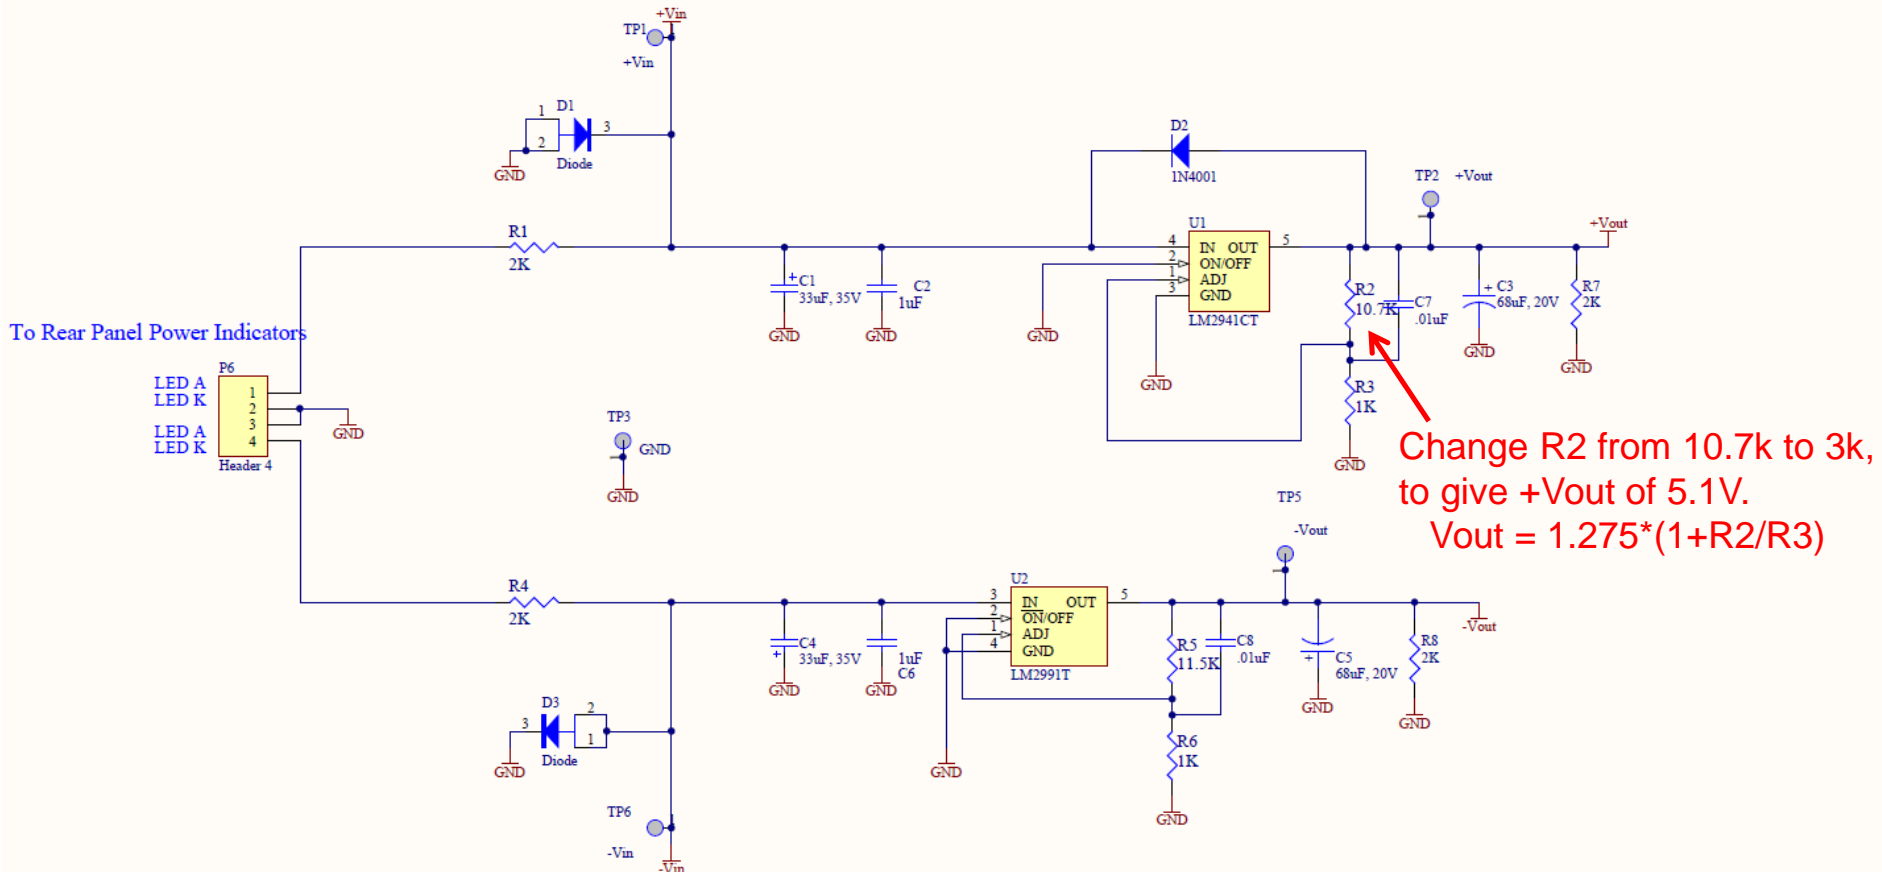 +Vin
TP1
1
+Vin
D1
1
3
2
Diode
GND
D2
1N4001
TP2 +Vout
1
+Vout
R1
2K
U1
4 IN OUT 5
2 ON/OFF
1 ADJ
3 GND
LM2941CT
C1
+
33uF, 35V
GND
C2
1uF
GND
GND
GND
R2
10.7K
C7
.01uF
+ C3
68uF, 20V
GND
R7
2K
GND
R3
1K
GND
To Rear Panel Power Indicators
P6
LED A
LED K
LED A
LED K
1
2
3
4
Header 4
GND
TP3
GND
1
GND
Change R2 from 10.7k to 3k,
to give +Vout of 5.1V.
Vout = 1.275*(1+R2/R3)
TP5
-Vout
1
R4
2K
U2
3 IN OUT 5
2 ON/OFF
1 ADJ
4 GND
LM2991T
-Vout
C4
+
33uF, 35V
GND
1uF
C6
GND
R5
11.5K
C8
.01uF
+ C5
68uF, 20V
GND
R8
2K
GND
D3
3
2
1
Diode
GND
GND
R6
1K
GND
TP6
1
-Vin
-Vin